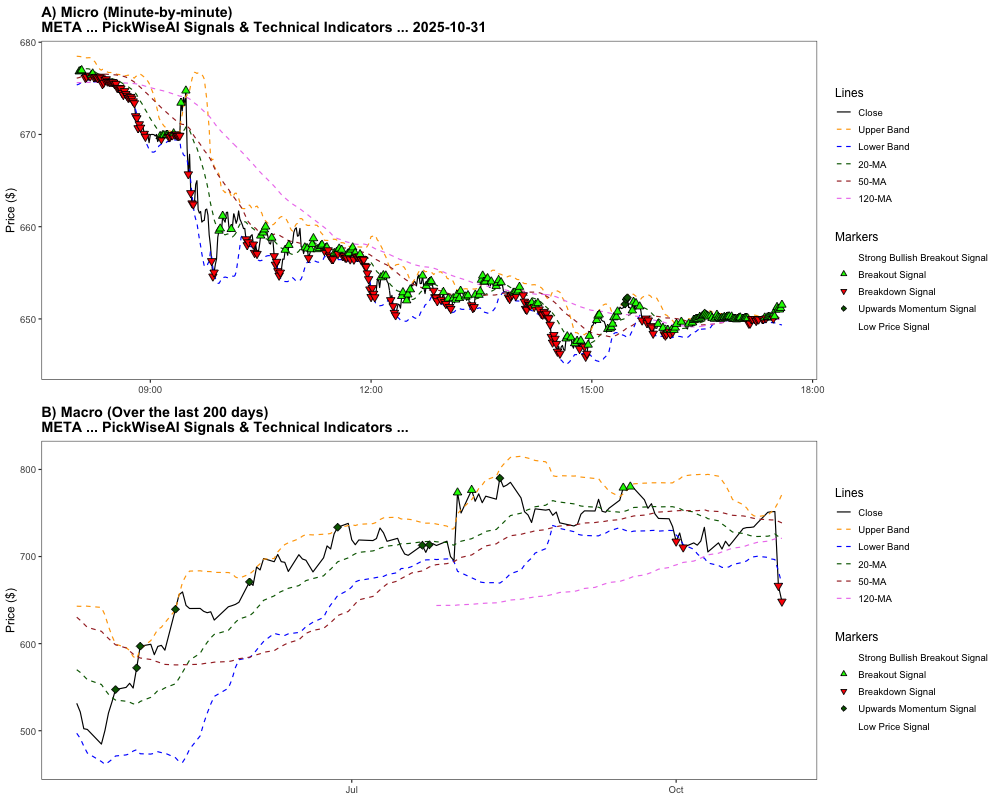 A) Micro (Minute-by-minute)
META ... PickWiseAI Signals & Technical Indicators ... 2025-10-31
Price ($)
680
670
660
650
09:00
12:00
15:00
18:00
Lines
Close
Upper Band
Lower Band
20-MA
50-MA
120-MA
Markers
Strong Bullish Breakout Signal
Breakout Signal
Breakdown Signal
Upwards Momentum Signal
Low Price Signal
B) Macro (Over the last 200 days)
META ... PickWiseAI Signals & Technical Indicators ...
Price ($)
800
700
600
500
Jul
Oct
Lines
Close
Upper Band
Lower Band
20-MA
50-MA
120-MA
Markers
Strong Bullish Breakout Signal
Breakout Signal
Breakdown Signal
Upwards Momentum Signal
Low Price Signal